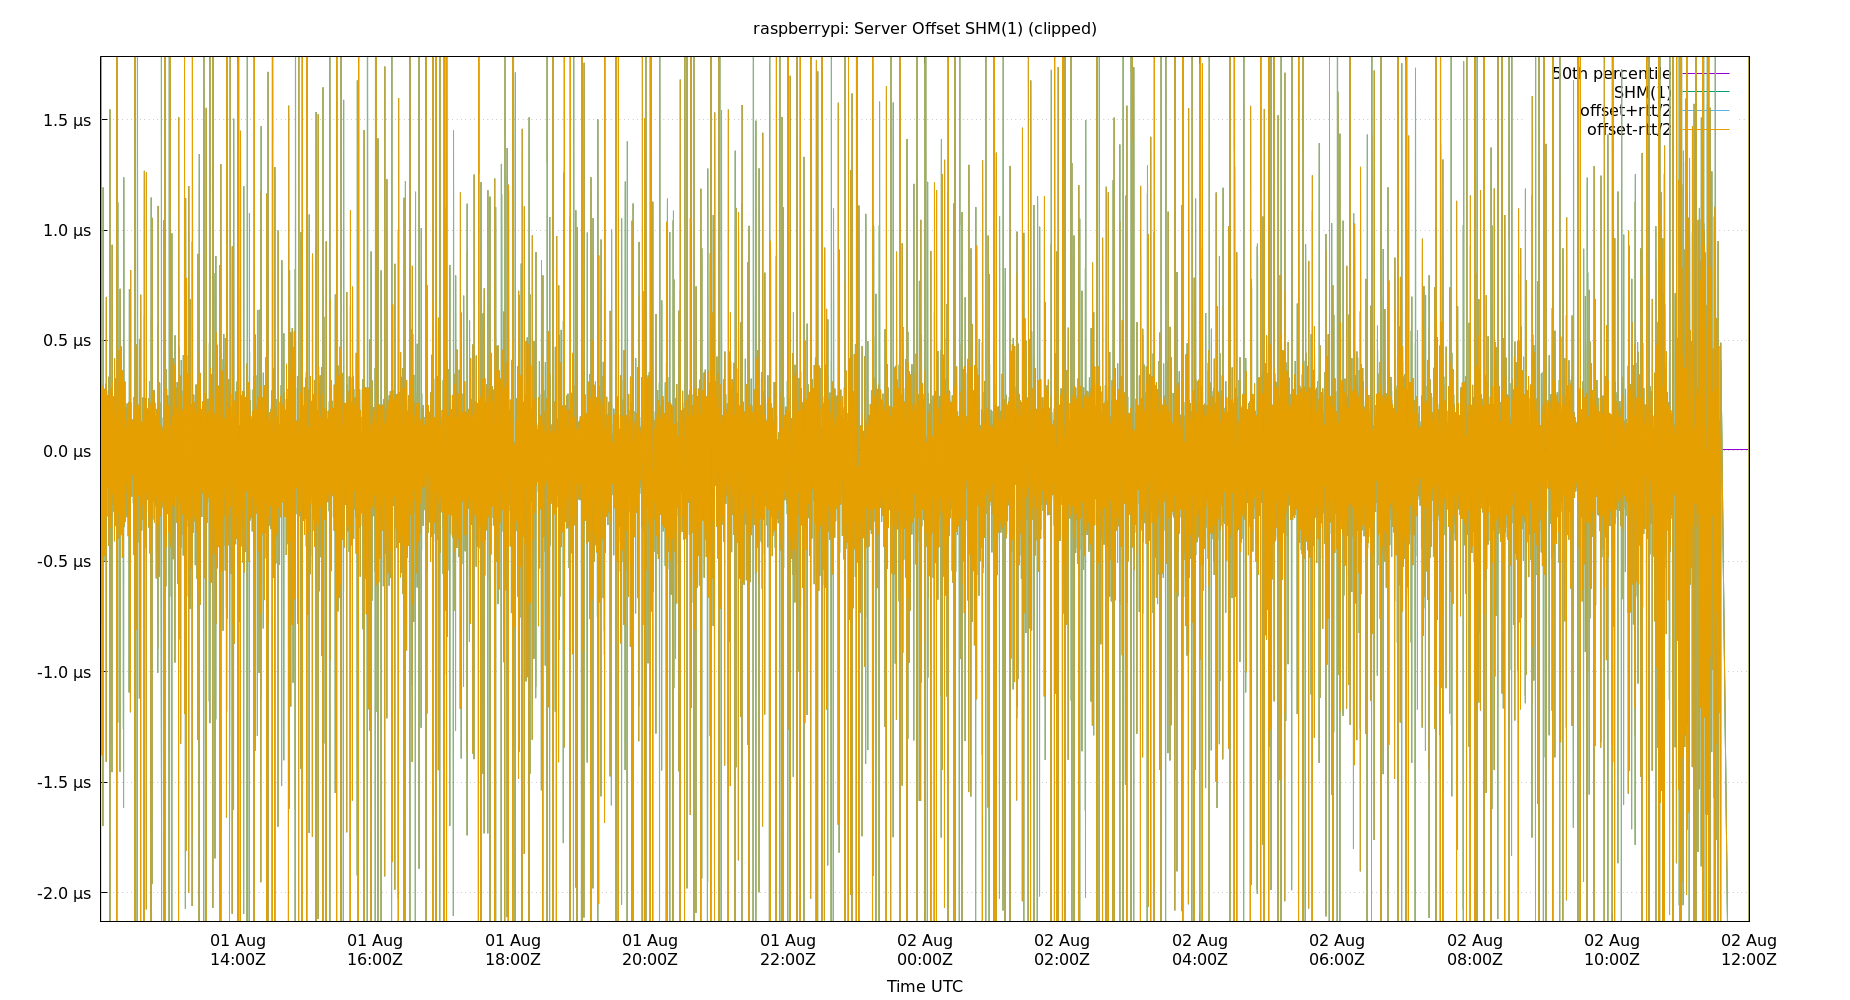 raspberrypi: Server Offset SHM(1) (clipped)
50th percentile
SHM(1)
offset+rtt/2
offset-rtt/2
1.5 µs
1.0 µs
0.5 µs
0.0 µs
-0.5 µs
-1.0 µs
-1.5 µs
-2.0 µs
01 Aug 01 Aug 01 Aug 01 Aug 01 Aug 02 Aug 02 Aug 02 Aug 02 Aug 02 Aug 02 Aug 02 Aug
14:00Z 16:00Z 18:00Z 20:00Z 22:00Z 00:00Z 02:00Z 04:00Z 06:00Z 08:00Z 10:00Z 12:00Z
Time UTC